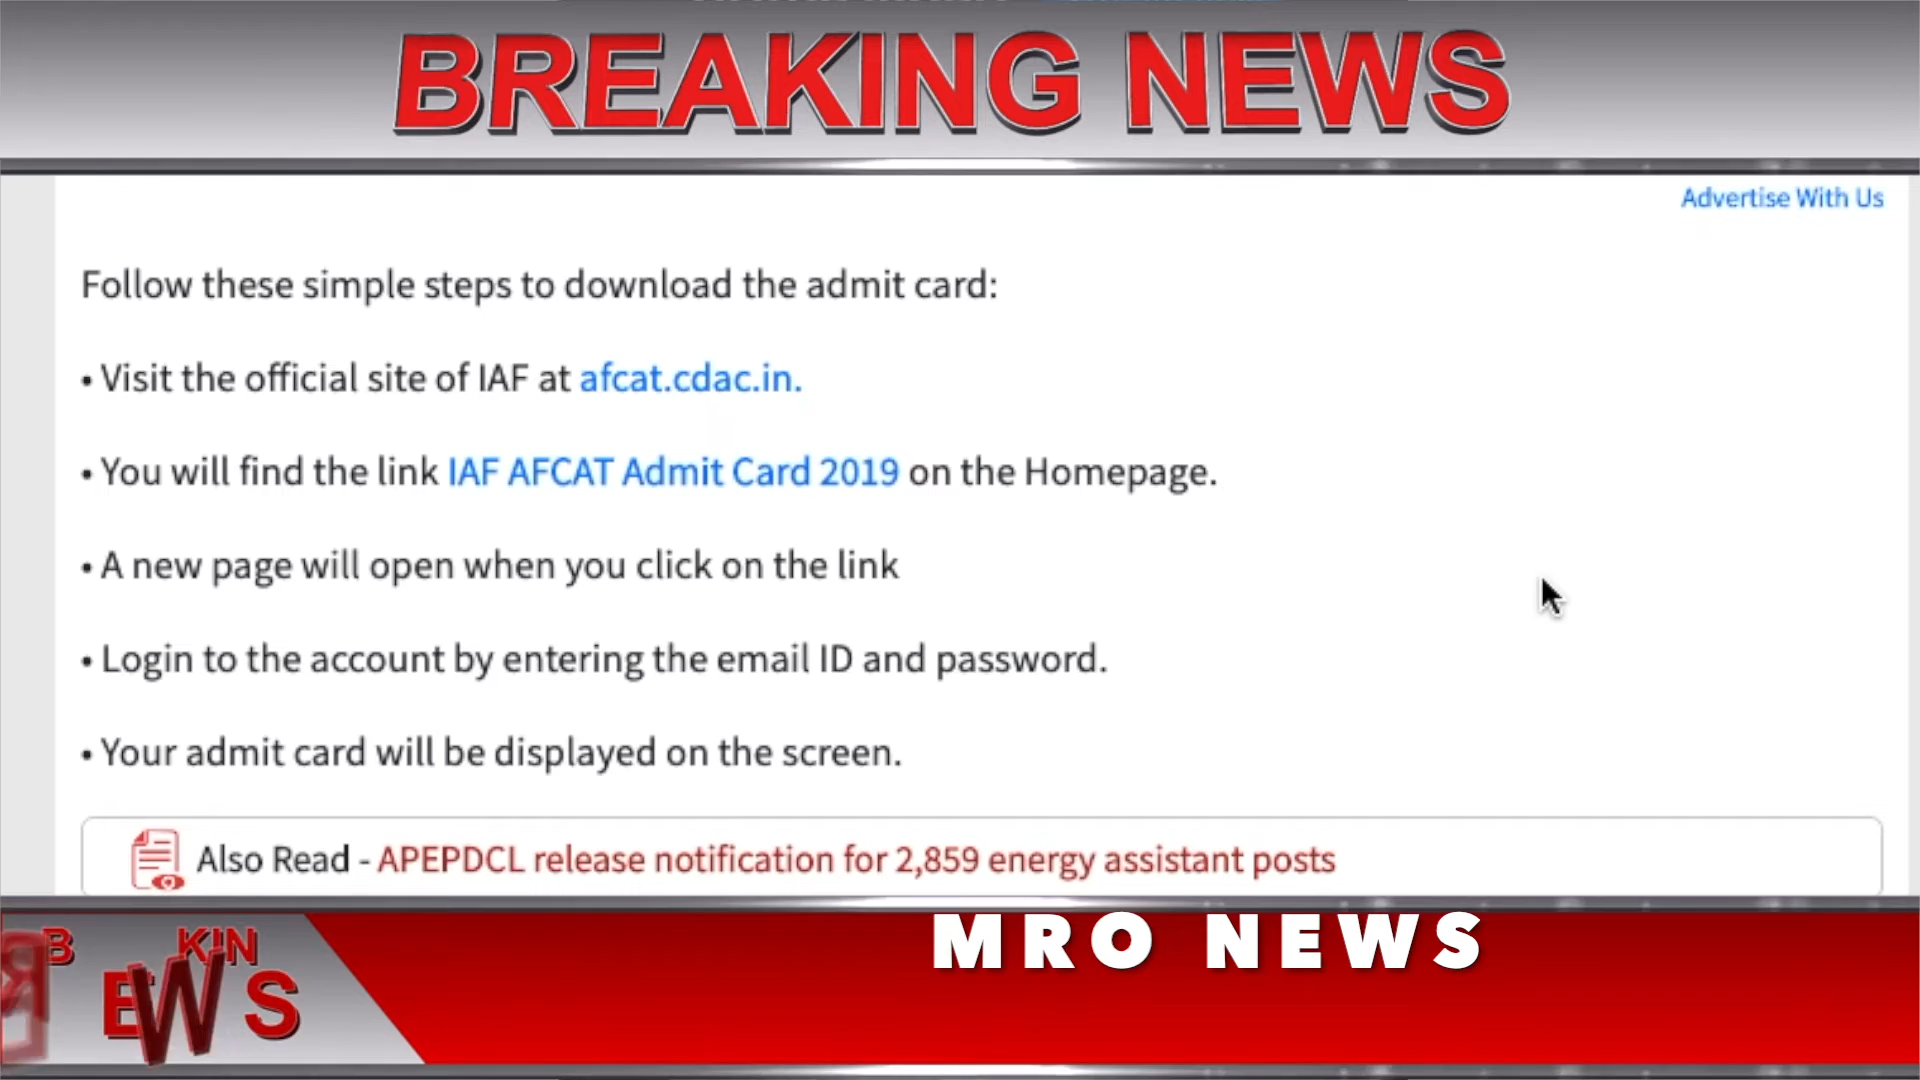 BREAKING NEWS
Advertise With Us
Follow these simple steps to download the admit card:
• Visit the official site of IAF at afcat.cdac.in.
• You will find the link IAF AFCAT Admit Card 2019 on the Homepage.
• A new page will open when you click on the link
• Login to the account by entering the email ID and password.
• Your admit card will be displayed on the screen.
Also Read - APEPDCL release notification for 2,859 energy assistant posts
MRO NEWS
B KIN
EWS